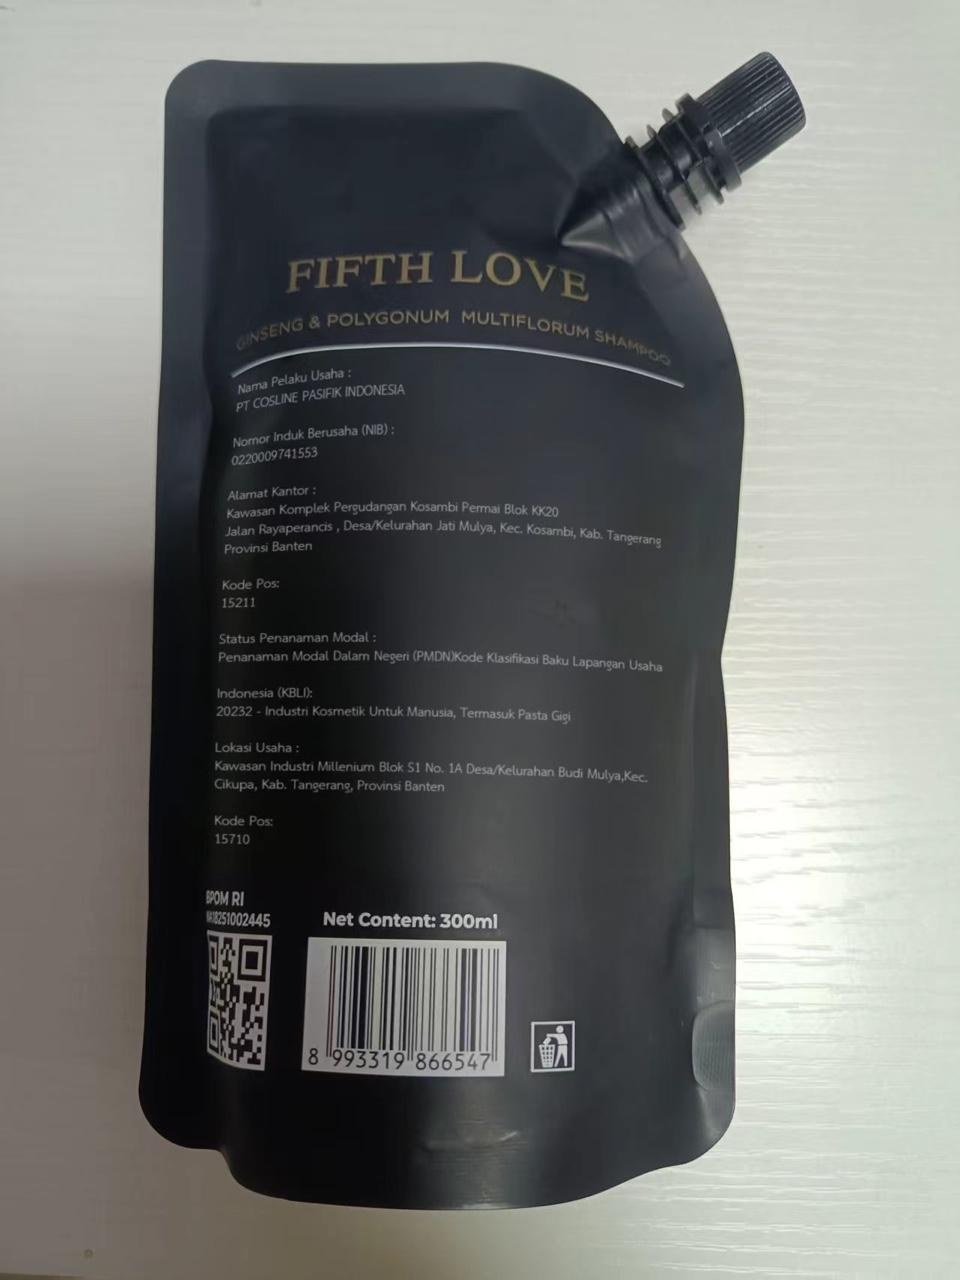 FIFTH LOVE
GINSENG & POLYGONUM MULTIFLORUM SHAMPOO
Nama Pelaku Usaha :
PT COSLINE PASIFIK INDONESIA
Nomor Induk Berusaha (NIB) :
0220009741553
Alamat Kantor :
Kawasan Komplek Pergudangan Kosambi Permai Blok KK20
Jalan Rayaperancis , Desa/Kelurahan Jati Mulya, Kec. Kosambi, Kab. Tangerang
Provinsi Banten
Kode Pos:
15211
Status Penanaman Modal :
Penanaman Modal Dalam Negeri (PMDN)Kode Klasifikasi Baku Lapangan Usaha
Indonesia (KBLI):
20232 - Industri Kosmetik Untuk Manusia, Termasuk Pasta Gigi
Lokasi Usaha :
Kawasan Industri Millenium Blok S1 No. 1A Desa/Kelurahan Budi Mulya,Kec.
Cikupa, Kab. Tangerang, Provinsi Banten
Kode Pos:
15710
BPOM RI
NA18251002445
Net Content: 300ml
8 993319 866547